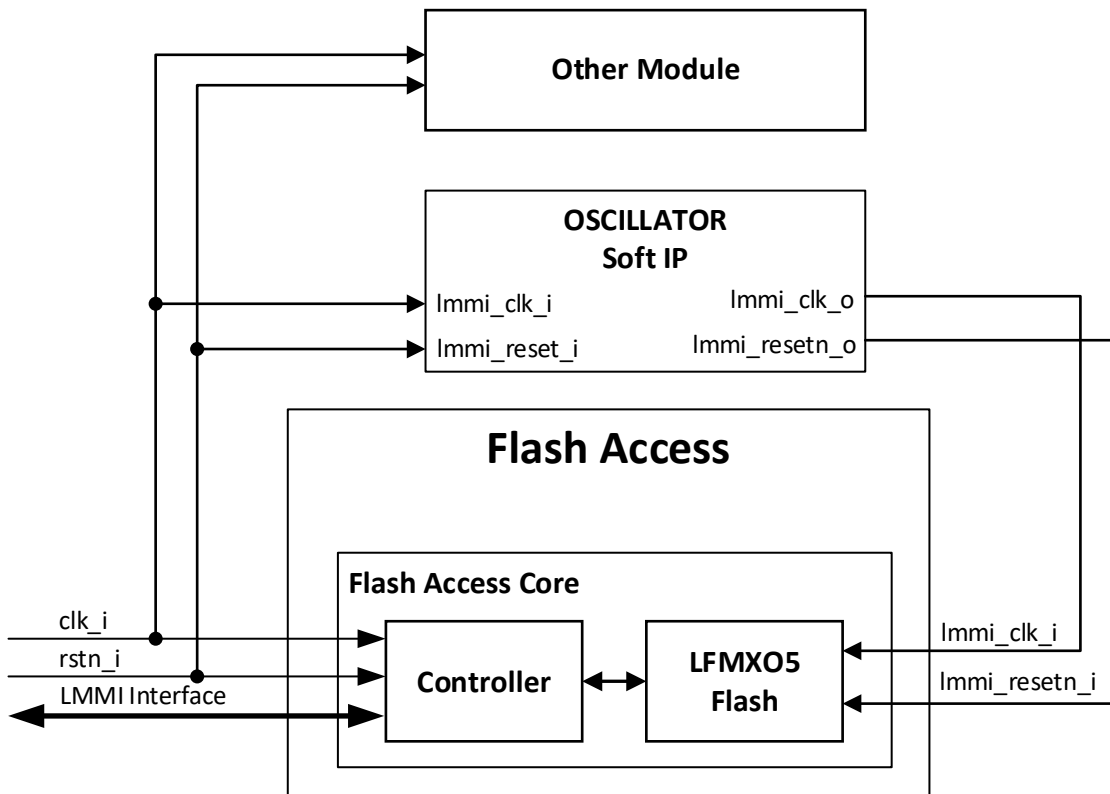 Other Module
OSCILLATOR
Soft IP
lmmi_clk_i
lmmi_clk_o
lmmi_reset_i
lmmi_resetn_o
Flash Access
Flash Access Core
clk_i
rstn_i
LMMI Interface
Controller
LFMXO5
Flash
lmmi_clk_i
lmmi_resetn_i